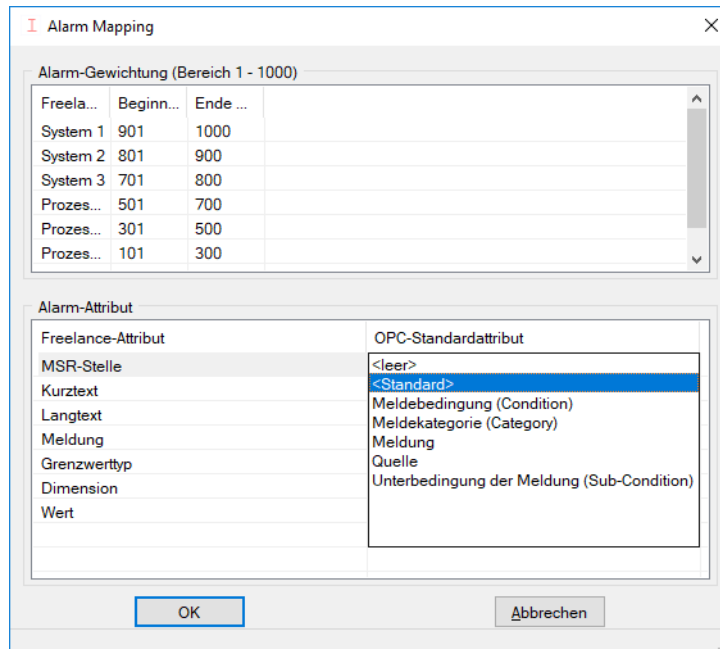 Alarm Mapping
Alarm-Gewichtung (Bereich 1 - 1000)
Freela... Beginn... Ende ...
System 1 901 1000
System 2 801 900
System 3 701 800
Prozes... 501 700
Prozes... 301 500
Prozes... 101 300
Alarm-Attribut
Freelance-Attribut OPC-Standardattribut
MSR-Stelle <leer>
<Standard>
Kurztext Meldebedingung (Condition)
Langtext Meldekategorie (Category)
Meldung Meldung
Grenzwerttyp Quelle
Dimension Unterbedingung der Meldung (Sub-Condition)
Wert
OK Abbrechen